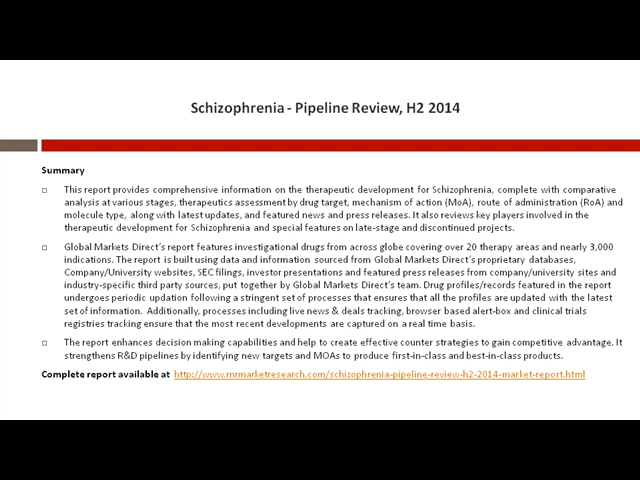 Schizophrenia - Pipeline Review, H2 2014
Summary
This report provides comprehensive information on the therapeutic development for Schizophrenia, complete with comparative
analysis at various stages, therapeutics assessment by drug target, mechanism of action (MoA), route of administration (RoA) and
molecule type, along with latest updates, and featured news and press releases. It also reviews key players involved in the
therapeutic development for Schizophrenia and special features on late-stage and discontinued projects.
Global Markets Direct's report features investigational drugs from across globe covering over 20 therapy areas and nearly 3,000
indications. The report is built using data and information sourced from Global Markets Direct's proprietary databases,
Company/University websites, SEC filings, investor presentations and featured press releases from company/university sites and
industry-specific third party sources, put together by Global Markets Direct's team. Drug profiles/records featured in the report
undergoes periodic updation following a stringent set of processes that ensures that all the profiles are updated with the latest
set of information. Additionally, processes including live news & deals tracking, browser based alert-box and clinical trials
registries tracking ensure that the most recent developments are captured on a real time basis.
The report enhances decision making capabilities and help to create effective counter strategies to gain competitive advantage. It
strengthens R&D pipelines by identifying new targets and MOAs to produce first-in-class and best-in-class products.
Complete report available at http://www.rnrmarketresearch.com/schizophrenia-pipeline-review-h2-2014-market-report.html